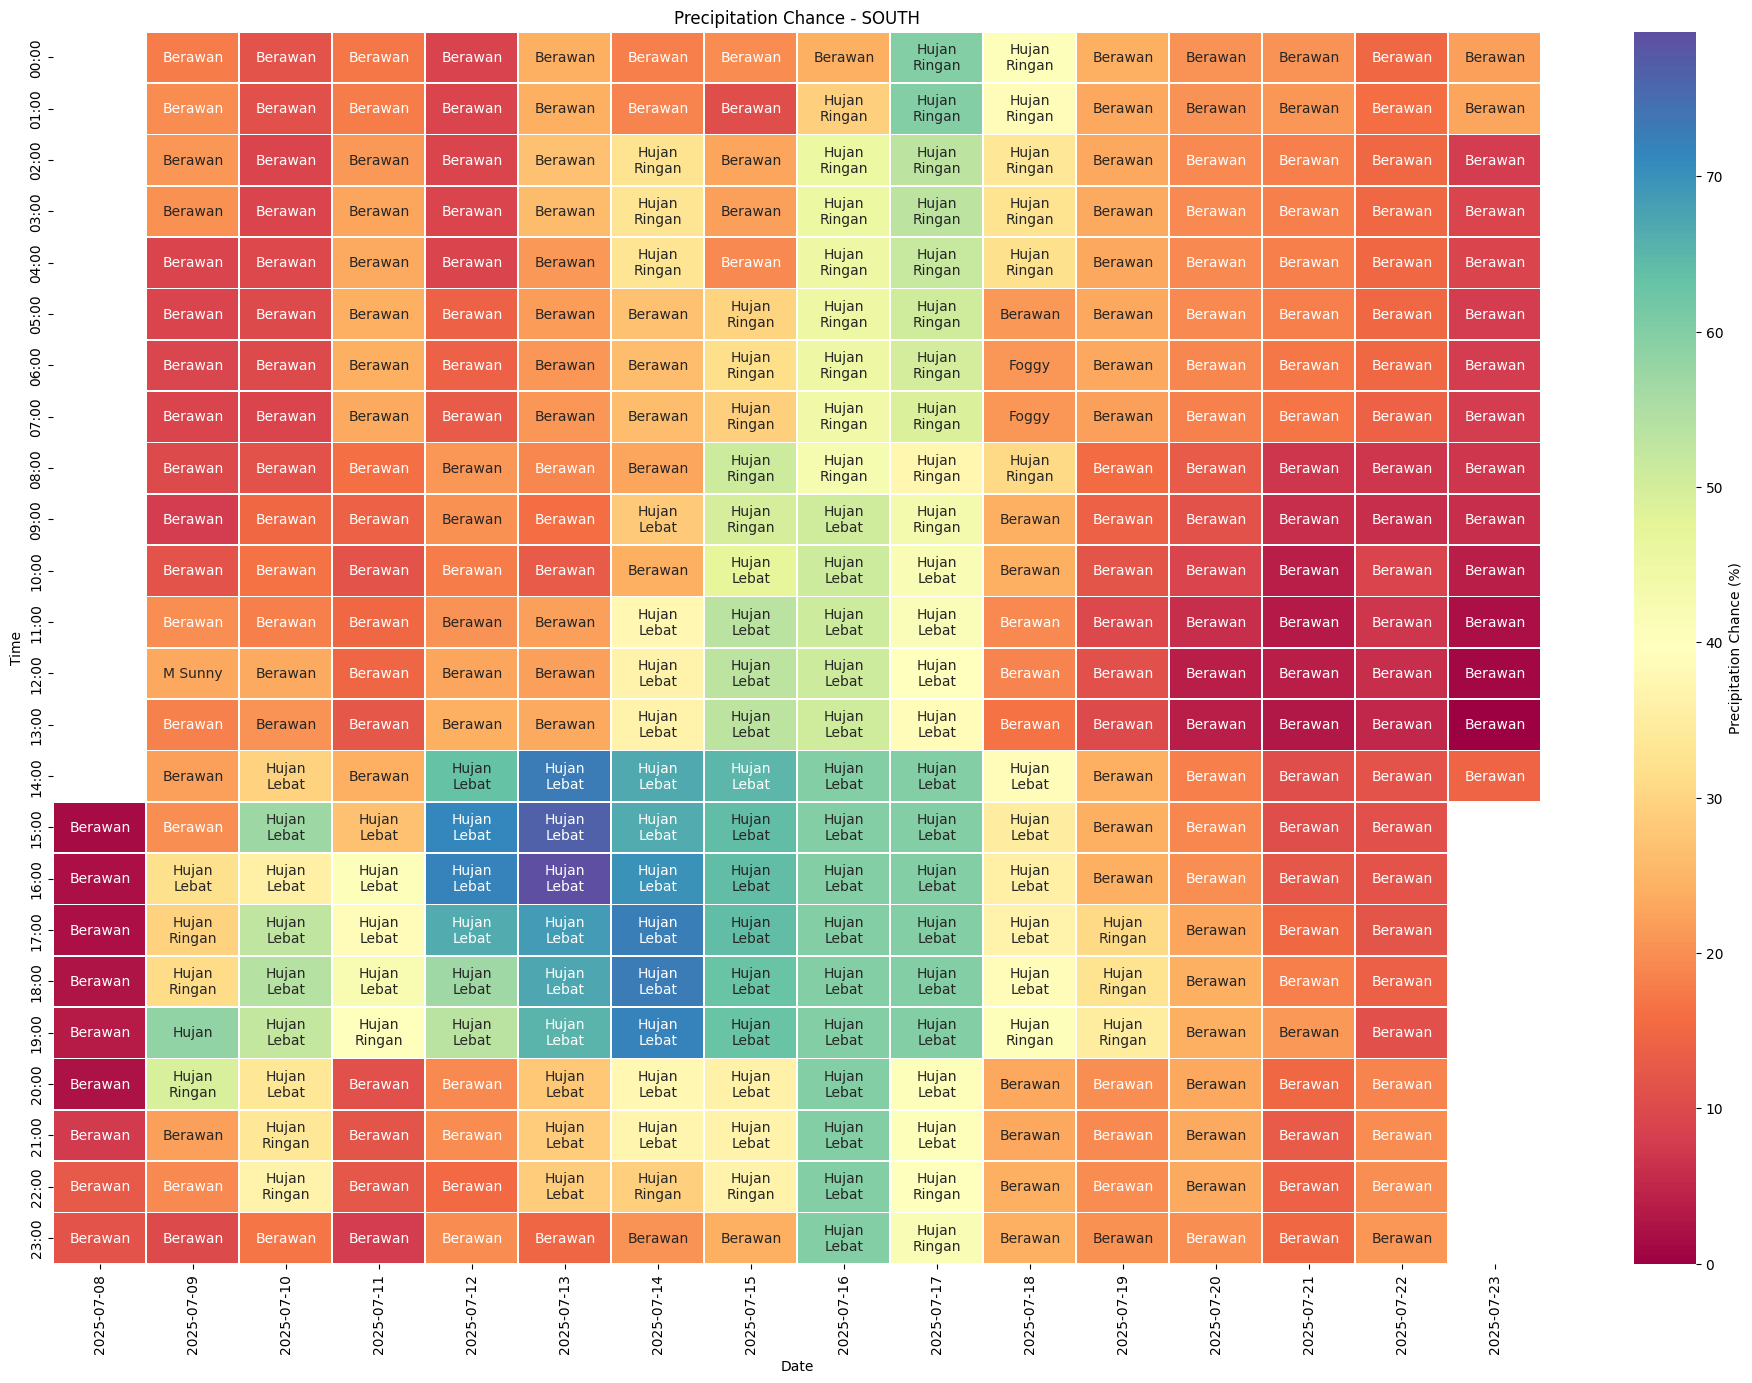 Precipitation Chance - SOUTH
00:00 Berawan Berawan Berawan Berawan Berawan Berawan Berawan Berawan Hujan Ringan Hujan Ringan Berawan Berawan Berawan Berawan Berawan
01:00 Berawan Berawan Berawan Berawan Berawan Berawan Berawan Hujan Ringan Hujan Ringan Hujan Ringan Berawan Berawan Berawan Berawan Berawan
02:00 Berawan Berawan Berawan Berawan Berawan Hujan Ringan Berawan Hujan Ringan Hujan Ringan Hujan Ringan Berawan Berawan Berawan Berawan Berawan
03:00 Berawan Berawan Berawan Berawan Berawan Hujan Ringan Berawan Hujan Ringan Hujan Ringan Hujan Ringan Berawan Berawan Berawan Berawan Berawan
04:00 Berawan Berawan Berawan Berawan Berawan Hujan Ringan Berawan Hujan Ringan Hujan Ringan Hujan Ringan Berawan Berawan Berawan Berawan Berawan
05:00 Berawan Berawan Berawan Berawan Berawan Berawan Hujan Ringan Hujan Ringan Hujan Ringan Berawan Berawan Berawan Berawan Berawan Berawan
06:00 Berawan Berawan Berawan Berawan Berawan Berawan Hujan Ringan Hujan Ringan Hujan Ringan Foggy Berawan Berawan Berawan Berawan Berawan
07:00 Berawan Berawan Berawan Berawan Berawan Berawan Hujan Ringan Hujan Ringan Hujan Ringan Foggy Berawan Berawan Berawan Berawan Berawan
08:00 Berawan Berawan Berawan Berawan Berawan Berawan Hujan Ringan Hujan Ringan Hujan Ringan Hujan Ringan Berawan Berawan Berawan Berawan Berawan
09:00 Berawan Berawan Berawan Berawan Berawan Hujan Lebat Hujan Ringan Hujan Lebat Hujan Ringan Berawan Berawan Berawan Berawan Berawan Berawan
10:00 Berawan Berawan Berawan Berawan Berawan Berawan Hujan Lebat Hujan Lebat Hujan Lebat Berawan Berawan Berawan Berawan Berawan Berawan
11:00 Berawan Berawan Berawan Berawan Berawan Hujan Lebat Hujan Lebat Hujan Lebat Hujan Lebat Berawan Berawan Berawan Berawan Berawan Berawan
12:00 M Sunny Berawan Berawan Berawan Berawan Hujan Lebat Hujan Lebat Hujan Lebat Hujan Lebat Berawan Berawan Berawan Berawan Berawan Berawan
13:00 Berawan Berawan Berawan Berawan Berawan Hujan Lebat Hujan Lebat Hujan Lebat Hujan Lebat Berawan Berawan Berawan Berawan Berawan Berawan
14:00 Berawan Hujan Lebat Berawan Hujan Lebat Hujan Lebat Hujan Lebat Hujan Lebat Hujan Lebat Hujan Lebat Hujan Lebat Berawan Berawan Berawan Berawan Berawan
15:00 Berawan Berawan Hujan Lebat Hujan Lebat Hujan Lebat Hujan Lebat Hujan Lebat Hujan Lebat Hujan Lebat Hujan Lebat Hujan Lebat Berawan Berawan Berawan Berawan
16:00 Berawan Hujan Lebat Hujan Lebat Hujan Lebat Hujan Lebat Hujan Lebat Hujan Lebat Hujan Lebat Hujan Lebat Hujan Lebat Hujan Lebat Berawan Berawan Berawan Berawan
17:00 Berawan Hujan Ringan Hujan Lebat Hujan Lebat Hujan Lebat Hujan Lebat Hujan Lebat Hujan Lebat Hujan Lebat Hujan Lebat Hujan Lebat Hujan Ringan Berawan Berawan Berawan
18:00 Berawan Hujan Ringan Hujan Lebat Hujan Lebat Hujan Lebat Hujan Lebat Hujan Lebat Hujan Lebat Hujan Lebat Hujan Lebat Hujan Lebat Hujan Ringan Berawan Berawan Berawan
19:00 Berawan Hujan Hujan Lebat Hujan Ringan Hujan Lebat Hujan Lebat Hujan Lebat Hujan Lebat Hujan Lebat Hujan Lebat Hujan Ringan Hujan Ringan Berawan Berawan Berawan
20:00 Berawan Hujan Ringan Hujan Lebat Berawan Berawan Hujan Lebat Hujan Lebat Hujan Lebat Hujan Lebat Hujan Lebat Berawan Berawan Berawan Berawan Berawan
21:00 Berawan Berawan Hujan Ringan Berawan Berawan Hujan Lebat Hujan Lebat Hujan Lebat Hujan Lebat Hujan Lebat Berawan Berawan Berawan Berawan Berawan
22:00 Berawan Berawan Hujan Ringan Berawan Berawan Hujan Lebat Hujan Ringan Hujan Ringan Hujan Lebat Hujan Ringan Berawan Berawan Berawan Berawan Berawan
23:00 Berawan Berawan Berawan Berawan Berawan Berawan Berawan Berawan Hujan Lebat Hujan Ringan Berawan Berawan Berawan Berawan Berawan
Time
2025-07-08 2025-07-09 2025-07-10 2025-07-11 2025-07-12 2025-07-13 2025-07-14 2025-07-15 2025-07-16 2025-07-17 2025-07-18 2025-07-19 2025-07-20 2025-07-21 2025-07-22 2025-07-23
Date
70
60
50
40
30
20
10
0
Precipitation Chance (%)